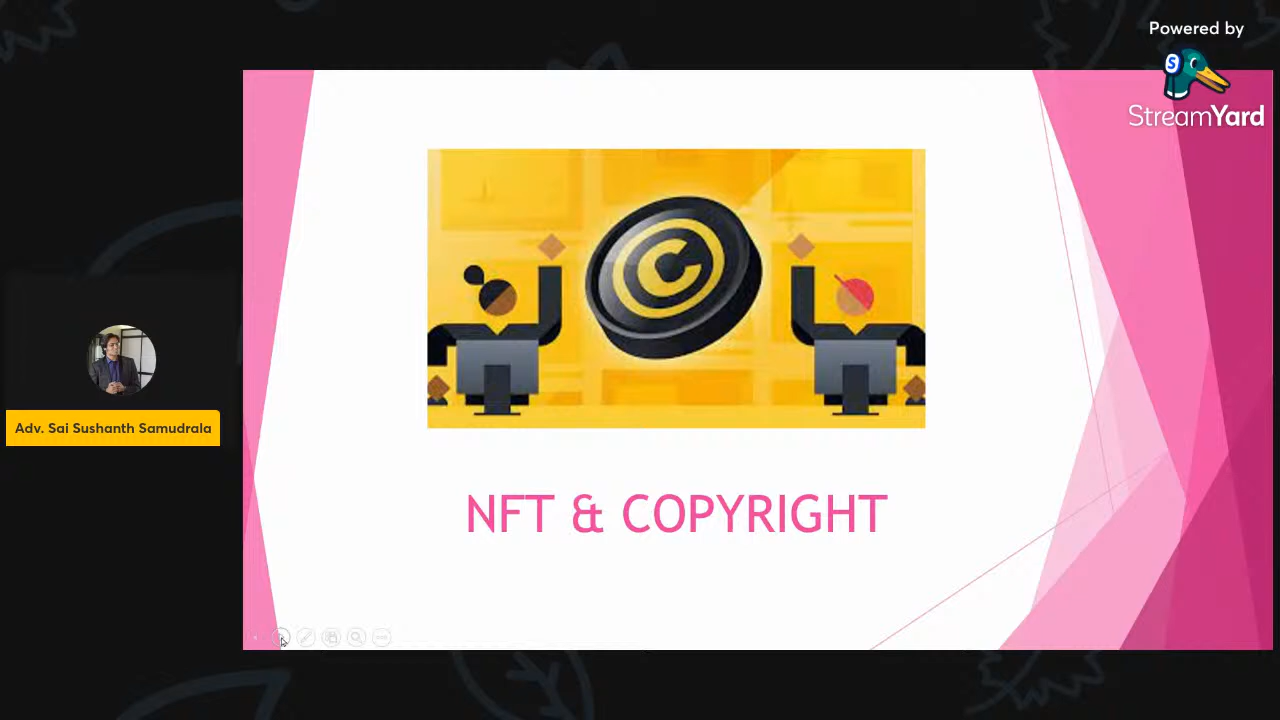 Powered by
S
StreamYard
C
NFT & COPYRIGHT
Adv. Sai Sushanth Samudrala